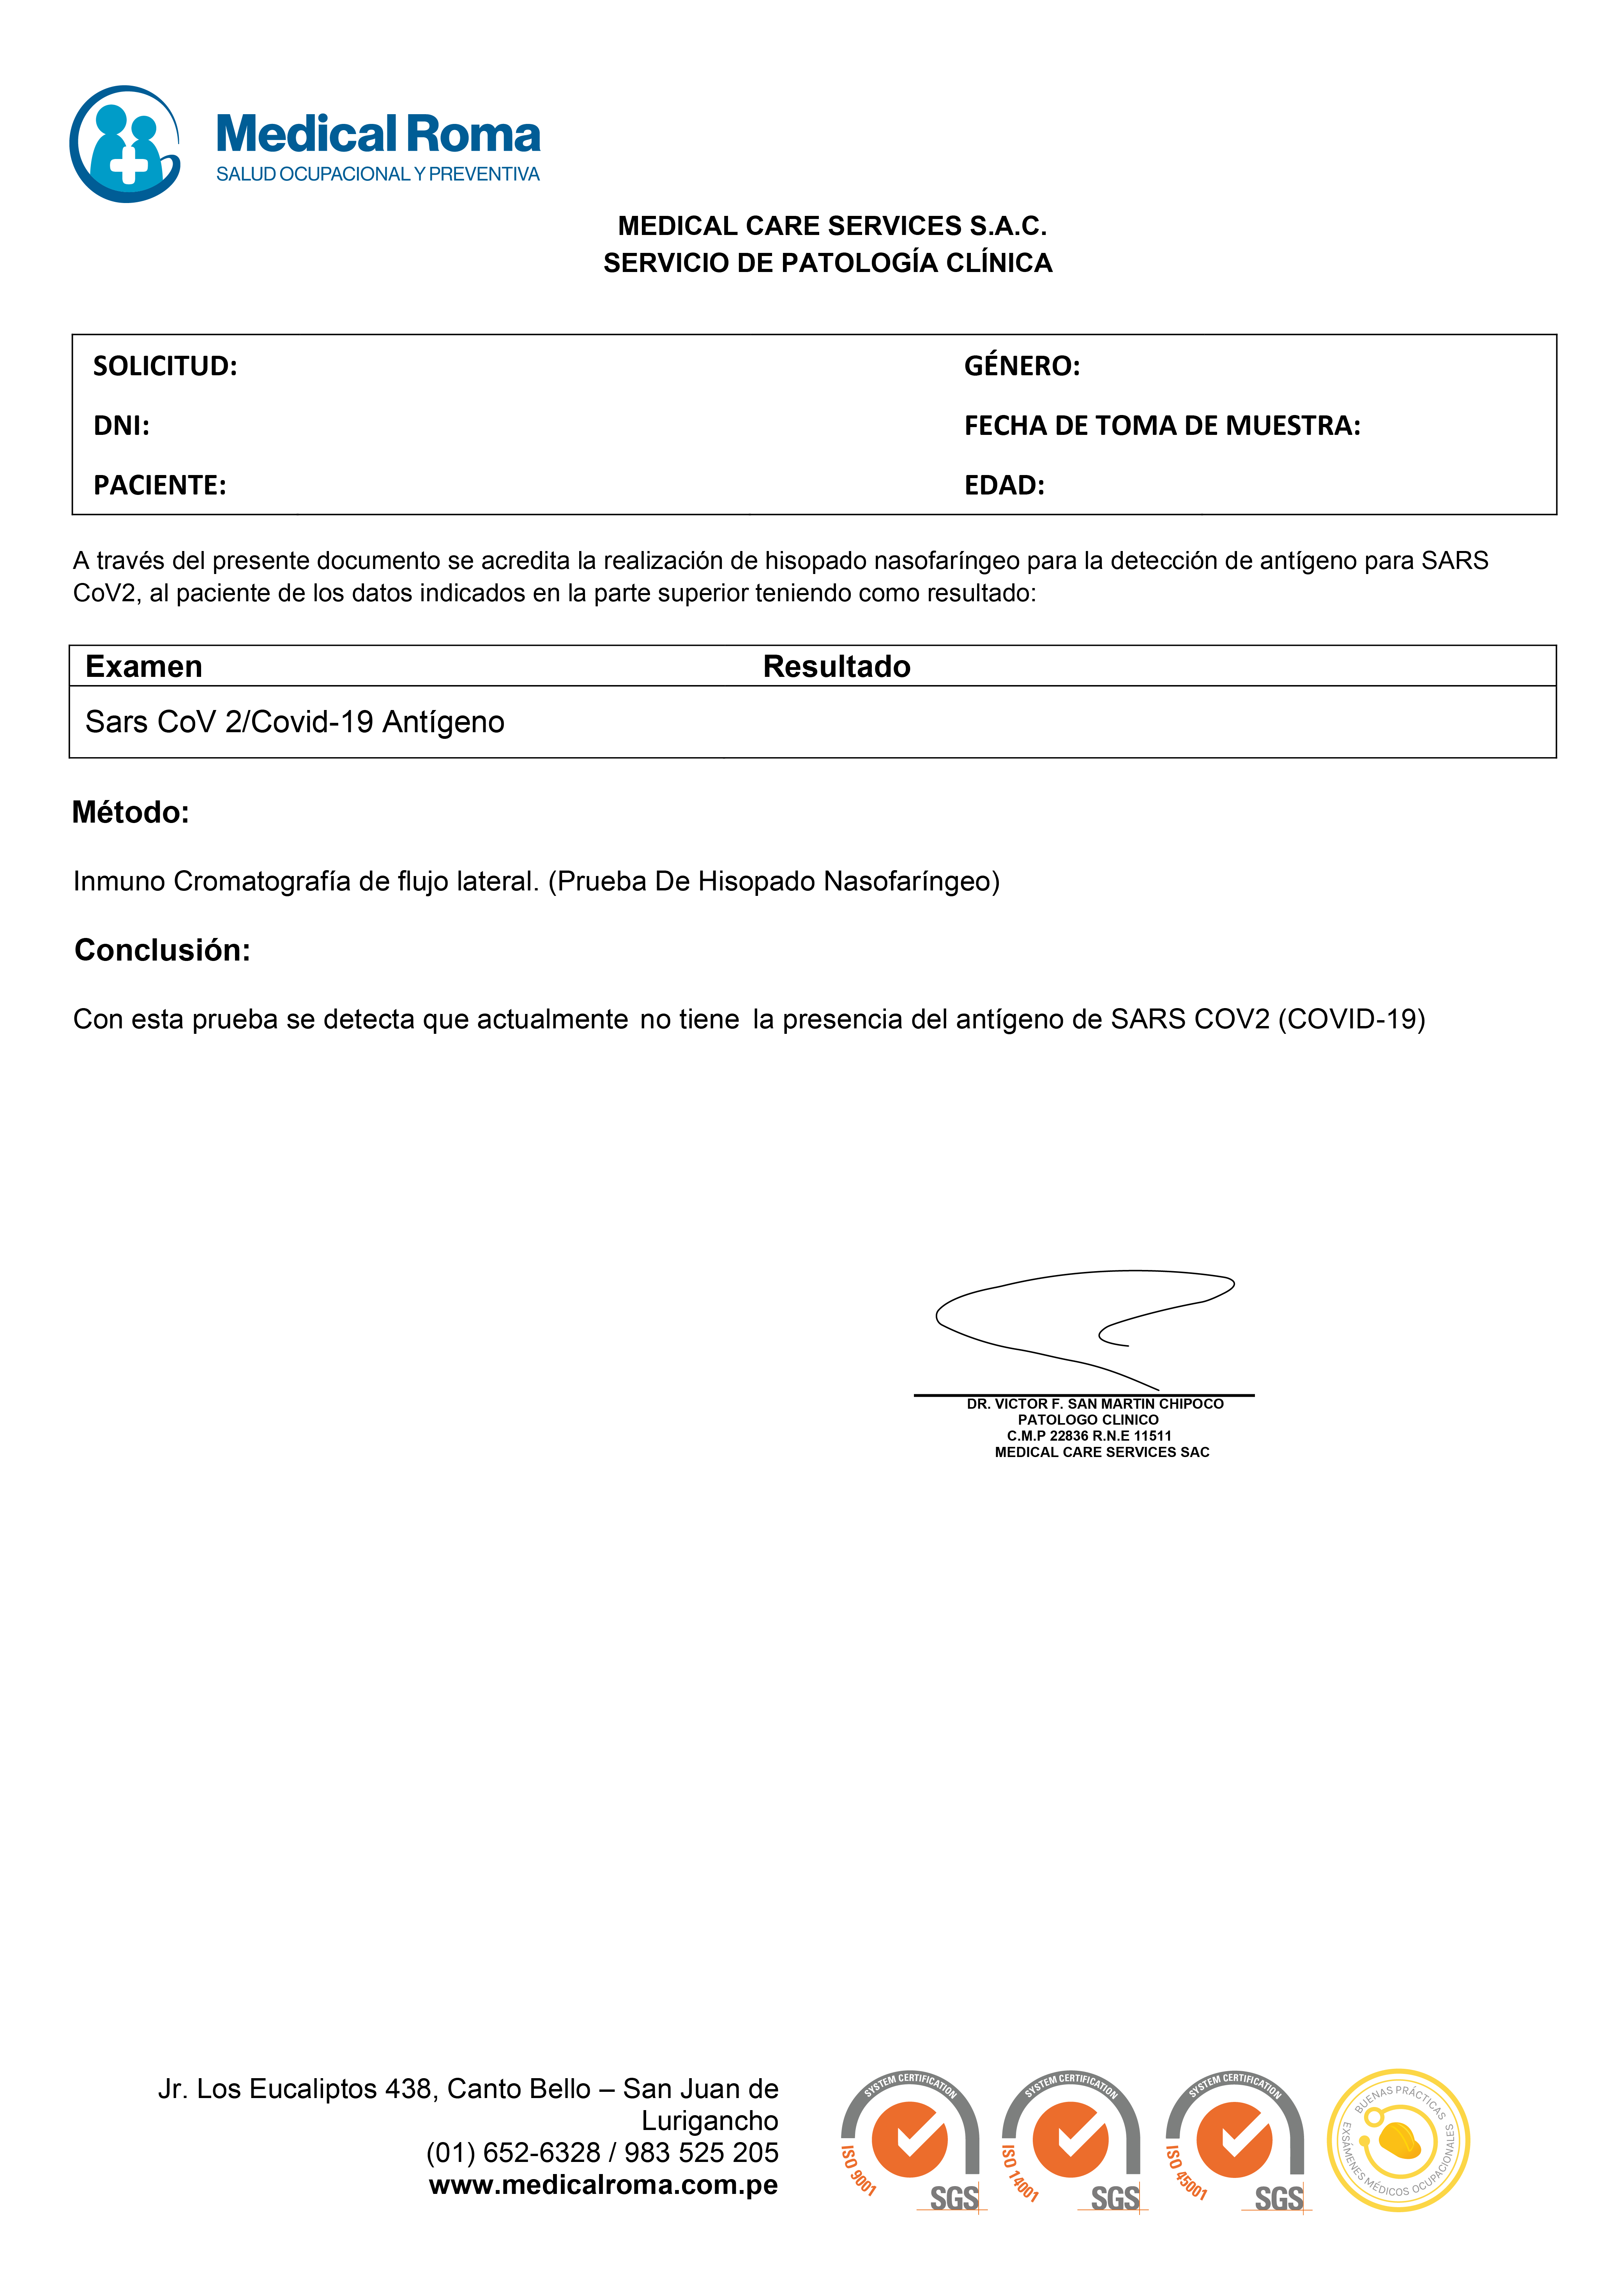 Medical Roma
SALUD OCUPACIONAL Y PREVENTIVA
MEDICAL CARE SERVICES S.A.C.
SERVICIO DE PATOLOGÍA CLÍNICA
SOLICITUD:
GÉNERO:
DNI:
FECHA DE TOMA DE MUESTRA:
PACIENTE:
EDAD:
A través del presente documento se acredita la realización de hisopado nasofaríngeo para la detección de antígeno para SARS
CoV2, al paciente de los datos indicados en la parte superior teniendo como resultado:
Examen Resultado
Sars CoV 2/Covid-19 Antígeno
Método:
Inmuno Cromatografía de flujo lateral. (Prueba De Hisopado Nasofaríngeo)
Conclusión:
Con esta prueba se detecta que actualmente no tiene la presencia del antígeno de SARS COV2 (COVID-19)
DR. VICTOR F. SAN MARTIN CHIPOCO
PATOLOGO CLINICO
C.M.P 22836 R.N.E 11511
MEDICAL CARE SERVICES SAC
Jr. Los Eucaliptos 438, Canto Bello – San Juan de
Lurigancho
(01) 652-6328 / 983 525 205
www.medicalroma.com.pe
SYSTEM CERTIFICATION
ISO 9001
SGS
SYSTEM CERTIFICATION
ISO 14001
SGS
SYSTEM CERTIFICATION
ISO 45001
SGS
BUENAS PRÁCTICAS
EXSÁMENES MÉDICOS OCUPACIONALES